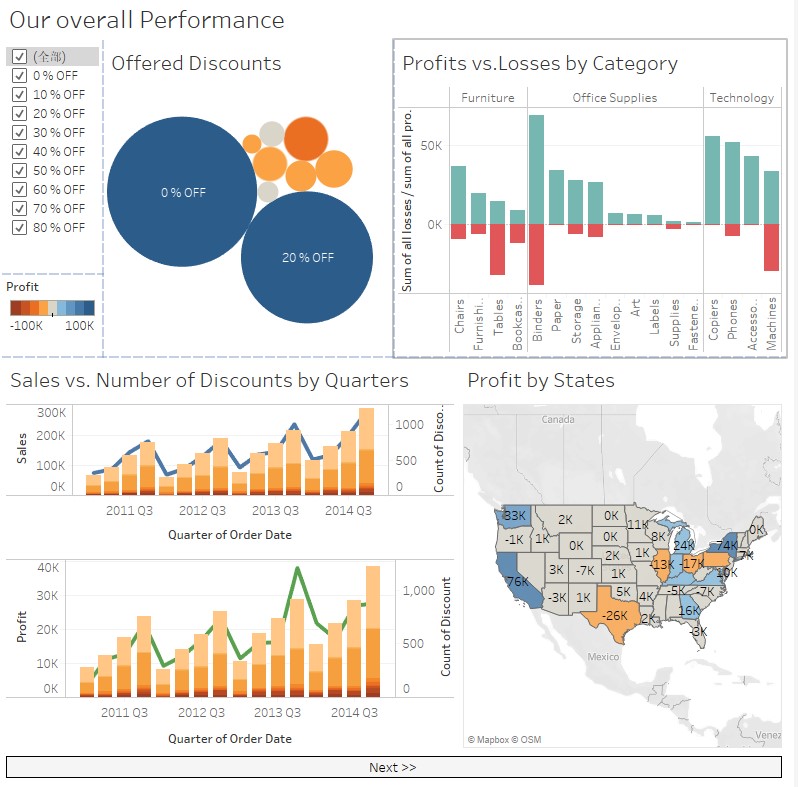 Our overall Performance
(全部)
0 % OFF
10 % OFF
20 % OFF
30 % OFF
40 % OFF
50 % OFF
60 % OFF
70 % OFF
80 % OFF
Profit
-100K 100K
Offered Discounts
0 % OFF
20 % OFF
Profits vs.Losses by Category
Furniture Office Supplies Technology
Sum of all losses / sum of all pro.
50K
0K
Chairs
Furnishi..
Tables
Bookcas..
Binders
Paper
Storage
Applian..
Envelop..
Art
Labels
Supplies
Fastene..
Copiers
Phones
Accesso..
Machines
Sales vs. Number of Discounts by Quarters
Sales
300K
200K
100K
0K
1000
500
0
Count of Disco..
2011 Q3 2012 Q3 2013 Q3 2014 Q3
Quarter of Order Date
Profit
40K
30K
20K
10K
0K
1,000
500
0
Count of Discount
2011 Q3 2012 Q3 2013 Q3 2014 Q3
Quarter of Order Date
Profit by States
Canada
33K
2K
0K
11K
0K
-1K
1K
0K
0K
8K
24K
74K
7K
2K
1K
-13K
-17K
10K
76K
3K
-7K
1K
-3K
1K
5K
4K
-5K
-7K
-26K
2K
16K
-3K
Mexico
Venez
© Mapbox © OSM
Next >>